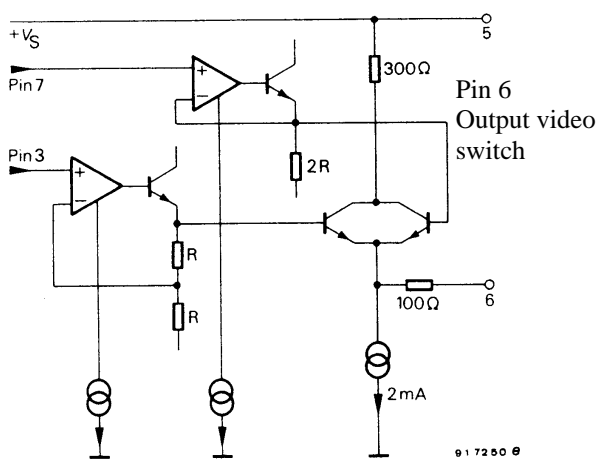 +VS
5
300Ω
Pin 7
+
−
Pin 6
Output video
switch
Pin 3
+
−
2R
R
R
100Ω
6
2mA
917250 θ